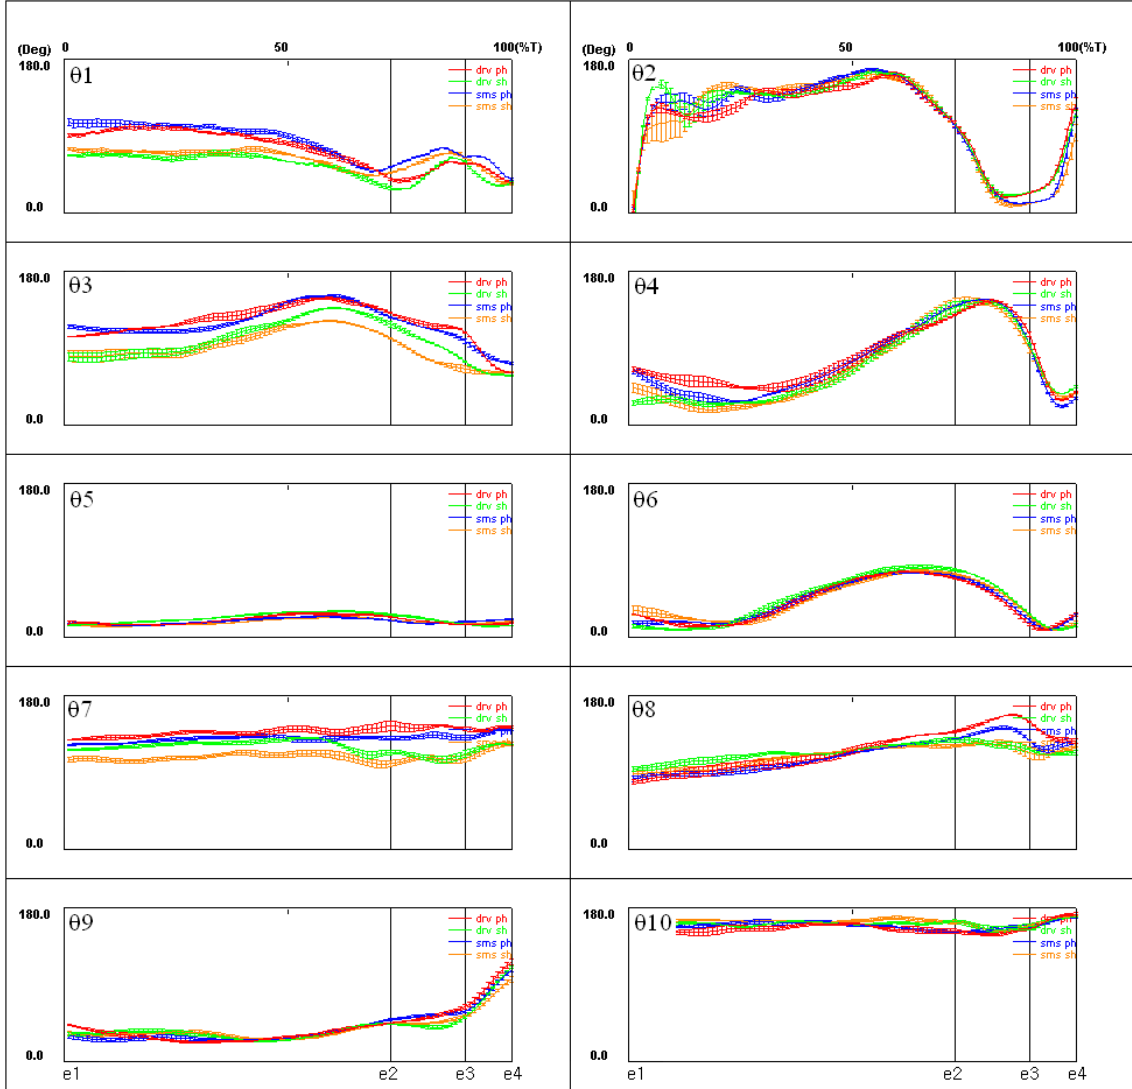 (Deg) 0 50 100(%T)
180.0 θ1 drv ph
drv sh
sms ph
sms sh
0.0
(Deg) 0 50 100(%T)
180.0 θ2 drv ph
drv sh
sms ph
sms sh
0.0
180.0 θ3 drv ph
drv sh
sms ph
sms sh
0.0
180.0 θ4 drv ph
drv sh
sms ph
sms sh
0.0
180.0 θ5 drv ph
drv sh
sms ph
sms sh
0.0
180.0 θ6 drv ph
drv sh
sms ph
sms sh
0.0
180.0 θ7 drv ph
drv sh
ph
sms sh
0.0
180.0 θ8 drv ph
drv sh
sms ph
sms sh
0.0
180.0 θ9 drv ph
drv sh
sms ph
sms sh
0.0
e1 e2 e3 e4
180.0 θ10 drv ph
drv sh
sms ph
sms sh
0.0
e1 e2 e3 e4